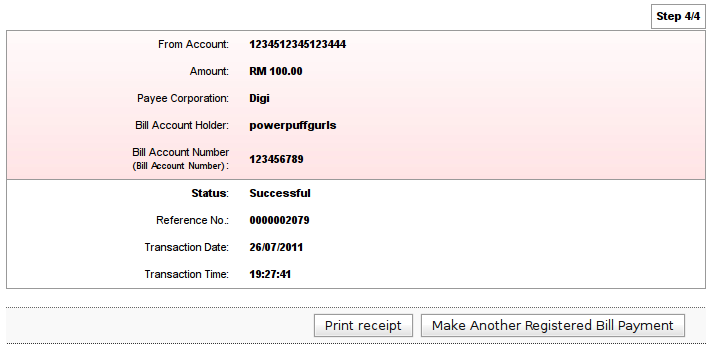 Step 4/4
From Account: 1234512345123444
Amount: RM 100.00
Payee Corporation: Digi
Bill Account Holder: powerpuffgurls
Bill Account Number
(Bill Account Number) : 123456789
Status: Successful
Reference No.: 0000002079
Transaction Date: 26/07/2011
Transaction Time: 19:27:41
Print receipt Make Another Registered Bill Payment